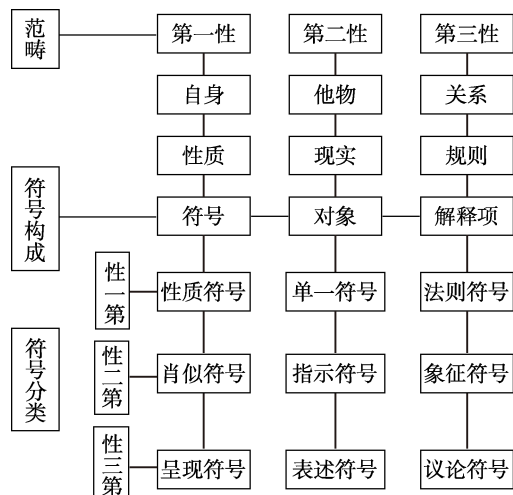 范畴
第一性
第二性
第三性
自身
他物
关系
性质
现实
规则
符号构成
符号
对象
解释项
性一第
性质符号
单一符号
法则符号
符号分类
性二第
肖似符号
指示符号
象征符号
性三第
呈现符号
表述符号
议论符号